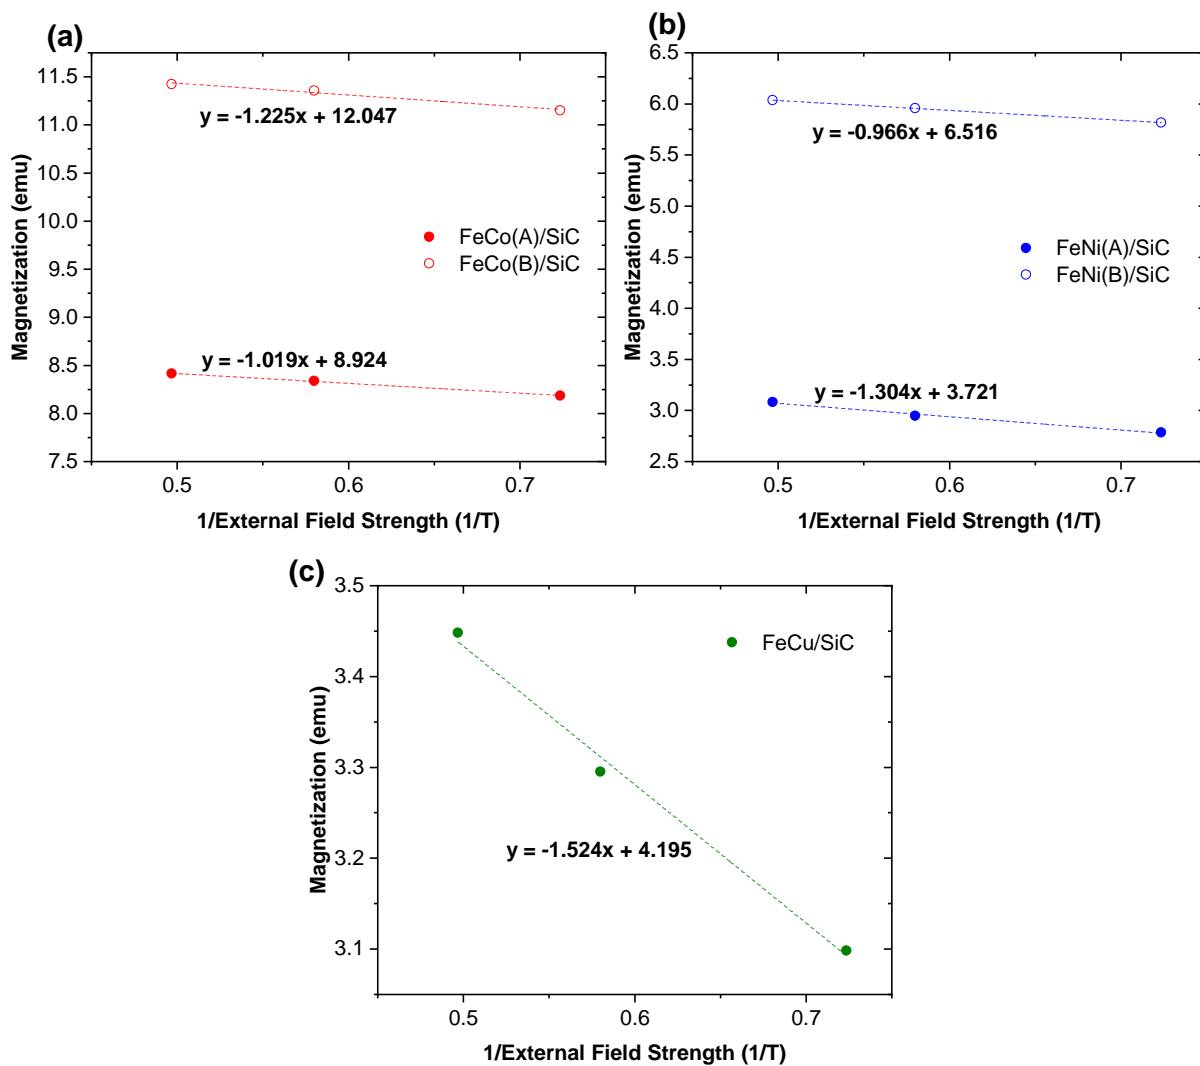 (a)
11.5
11.0
10.5
10.0
9.5
9.0
8.5
8.0
7.5
0.5
0.6
0.7
Magnetization (emu)
1/External Field Strength (1/T)
y = -1.225x + 12.047
FeCo(A)/SiC
FeCo(B)/SiC
y = -1.019x + 8.924
(b)
6.5
6.0
5.5
5.0
4.5
4.0
3.5
3.0
2.5
0.5
0.6
0.7
Magnetization (emu)
1/External Field Strength (1/T)
y = -0.966x + 6.516
FeNi(A)/SiC
FeNi(B)/SiC
y = -1.304x + 3.721
(c)
3.5
3.4
3.3
3.2
3.1
0.5
0.6
0.7
Magnetization (emu)
1/External Field Strength (1/T)
FeCu/SiC
y = -1.524x + 4.195